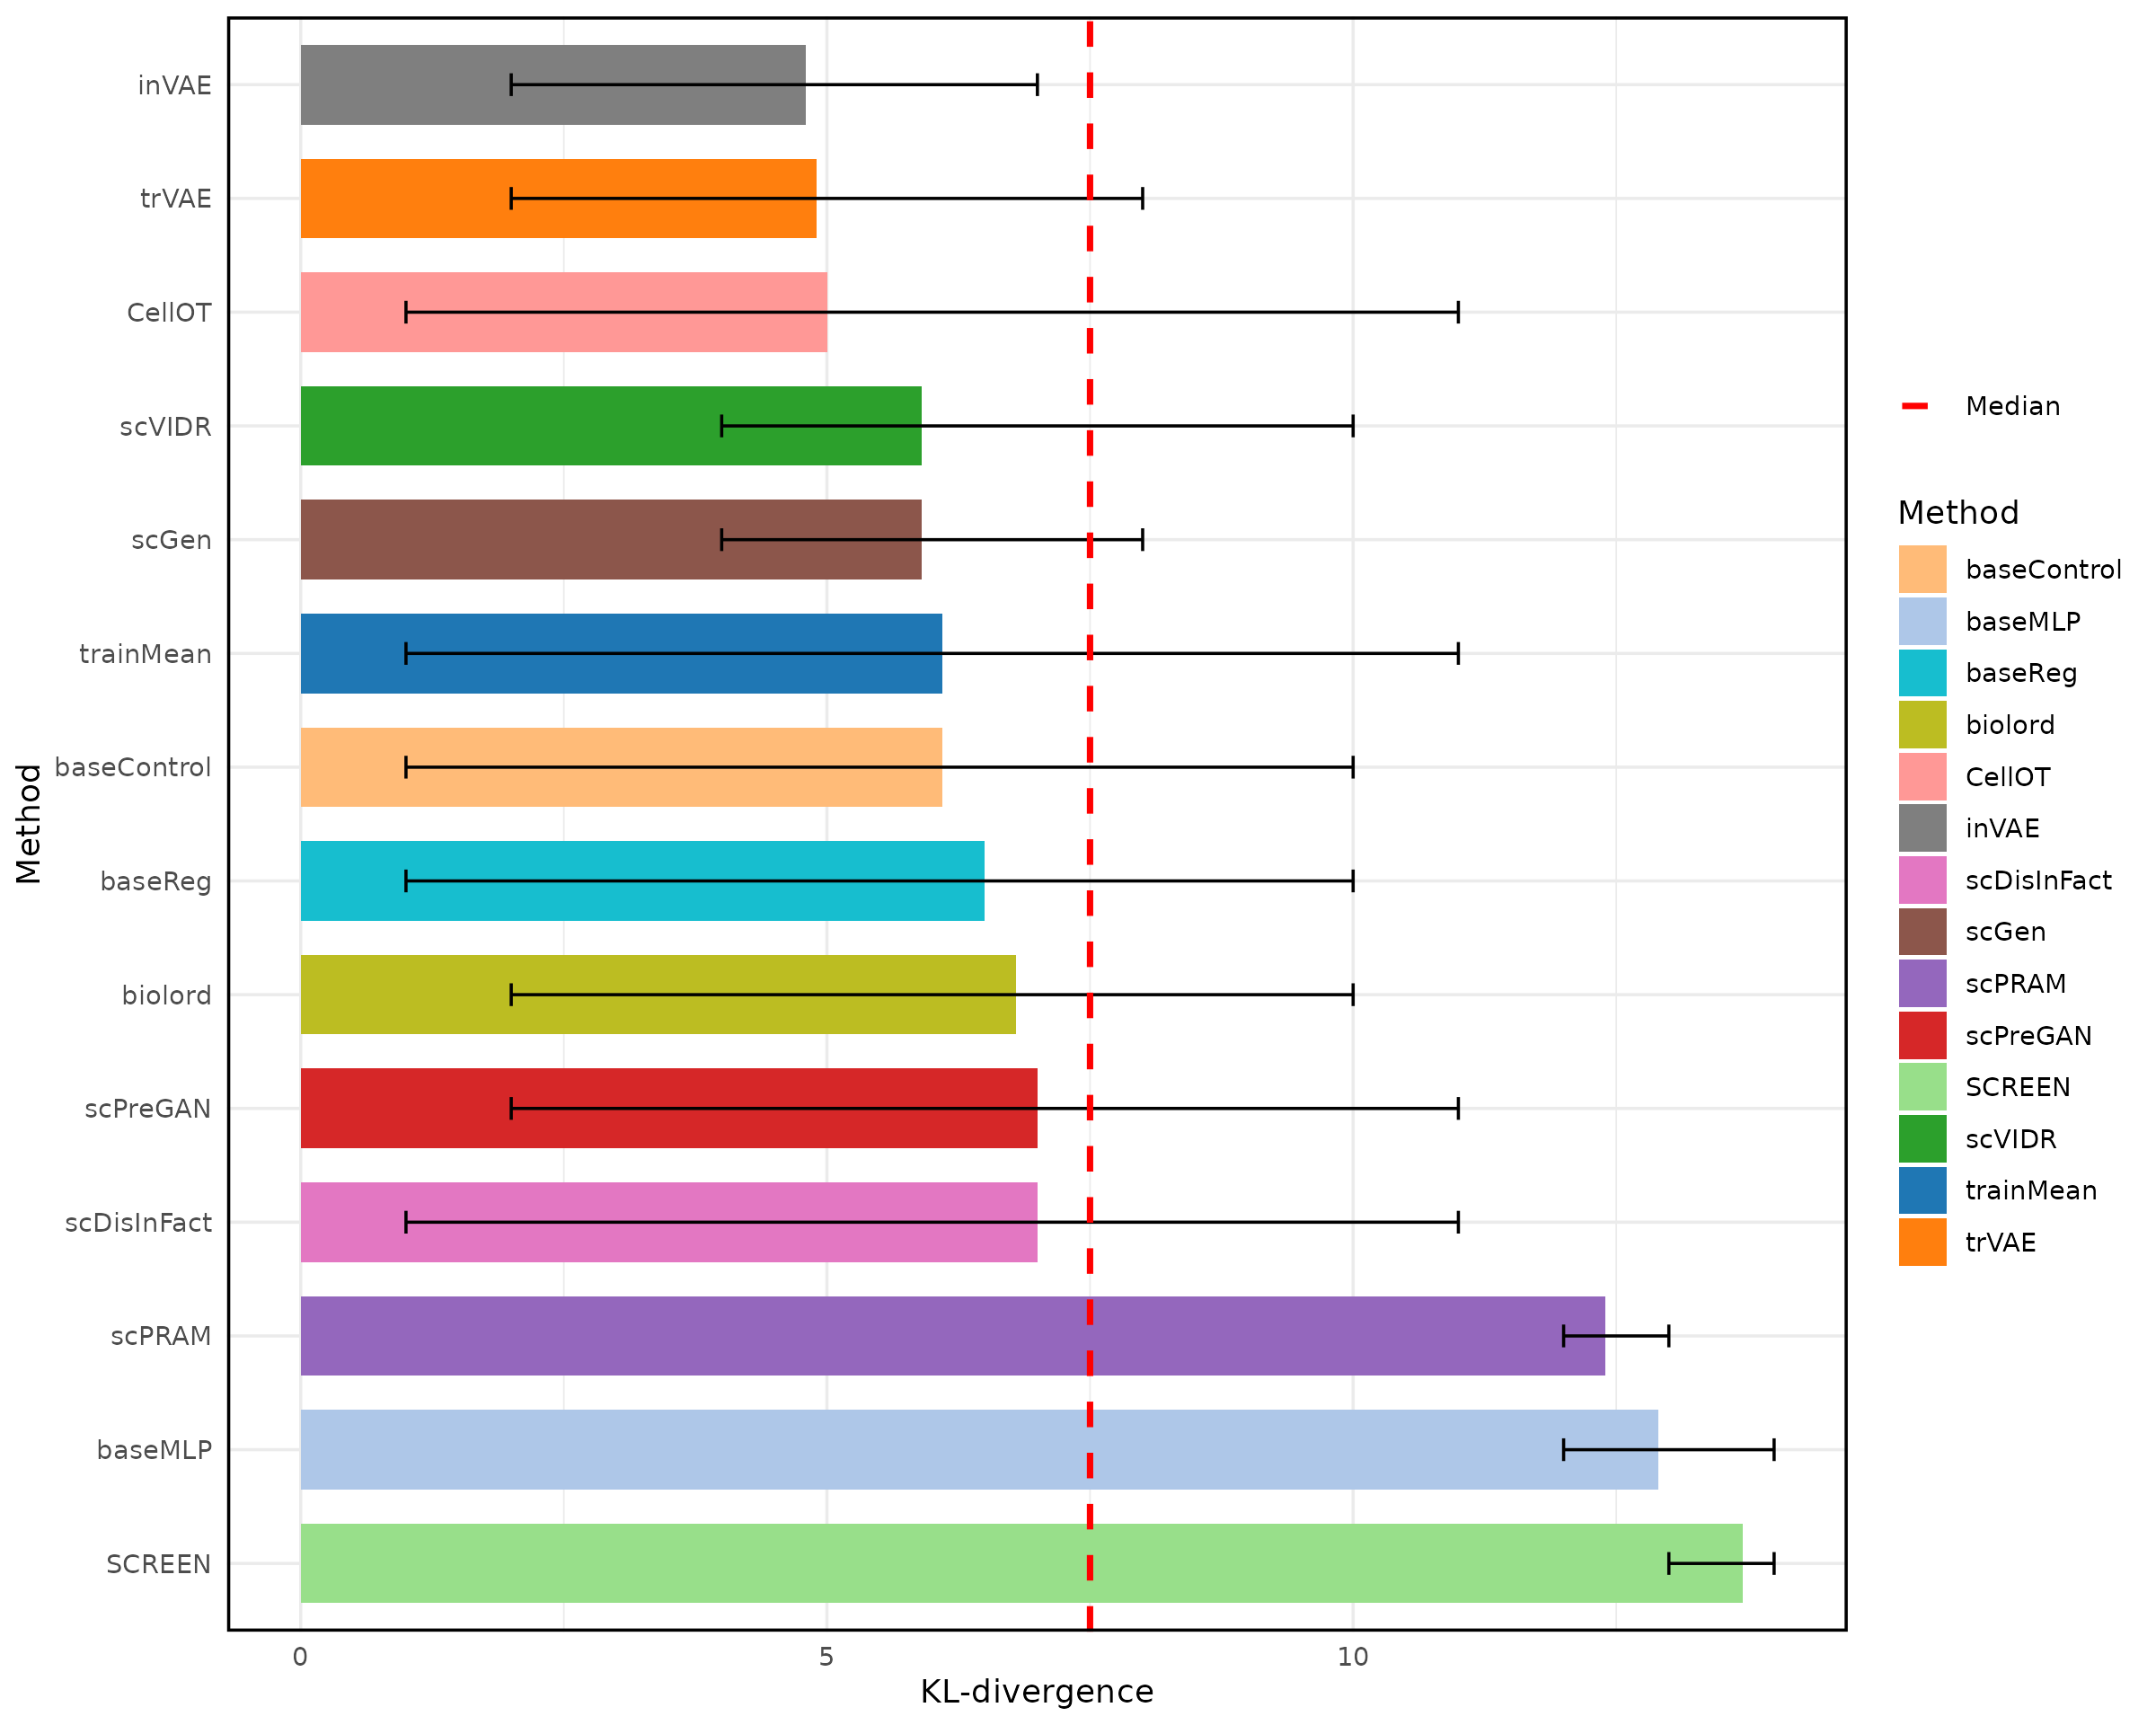 Method
inVAE
trVAE
CellOT
scVIDR
scGen
trainMean
baseControl
baseReg
biolord
scPreGAN
scDisInFact
scPRAM
baseMLP
SCREEN
0 5 10
KL-divergence
Median
Method
baseControl
baseMLP
baseReg
biolord
CellOT
inVAE
scDisInFact
scGen
scPRAM
scPreGAN
SCREEN
scVIDR
trainMean
trVAE